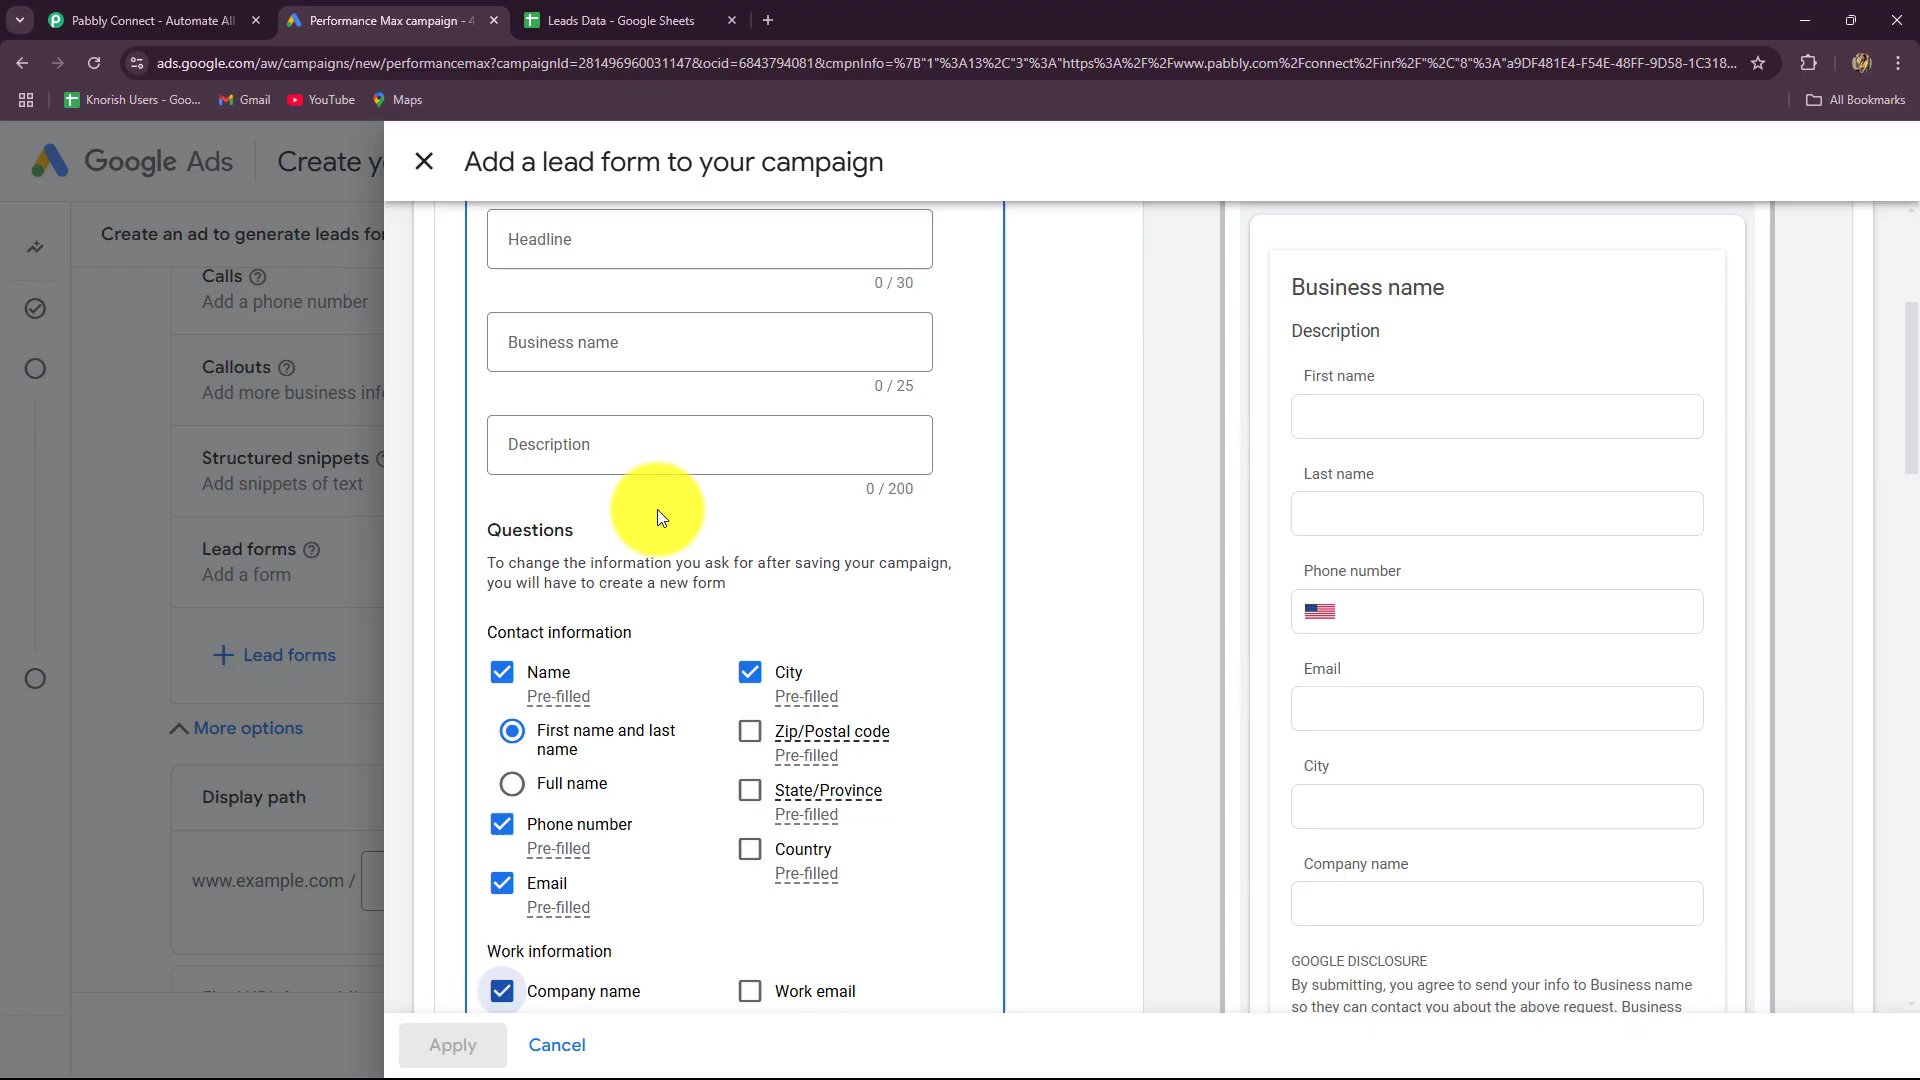 Pabbly Connect - Automate All
Performance Max campaign - 4
Leads Data - Google Sheets
ads.google.com/aw/campaigns/new/performancemax?campaignId=281496960031147&ocid=6843794081&cmpnInfo=%7B"1"%3A13%2C"3"%3A"https%3A%2F%2Fwww.pabbly.com%2Fconnect%2Finr%2F"%2C"8"%3A"a9DF481E4-F54E-48FF-9D58-1C318...
Knorish Users - Goo...
Gmail
YouTube
Maps
All Bookmarks
Google Ads
Create yo
Add a lead form to your campaign
Create an ad to generate leads for
Calls
Add a phone number
Callouts
Add more business inf
Structured snippets
Add snippets of text
Lead forms
Add a form
Lead forms
More options
Display path
www.example.com /
Headline
0 / 30
Business name
0 / 25
Description
0 / 200
Questions
To change the information you ask for after saving your campaign,
you will have to create a new form
Contact information
Name
Pre-filled
First name and last
name
Full name
Phone number
Pre-filled
Email
Pre-filled
City
Pre-filled
Zip/Postal code
Pre-filled
State/Province
Pre-filled
Country
Pre-filled
Work information
Company name
Work email
Apply
Cancel
Business name
Description
First name
Last name
Phone number
Email
City
Company name
GOOGLE DISCLOSURE
By submitting, you agree to send your info to Business name
so they can contact you about the above request. Business